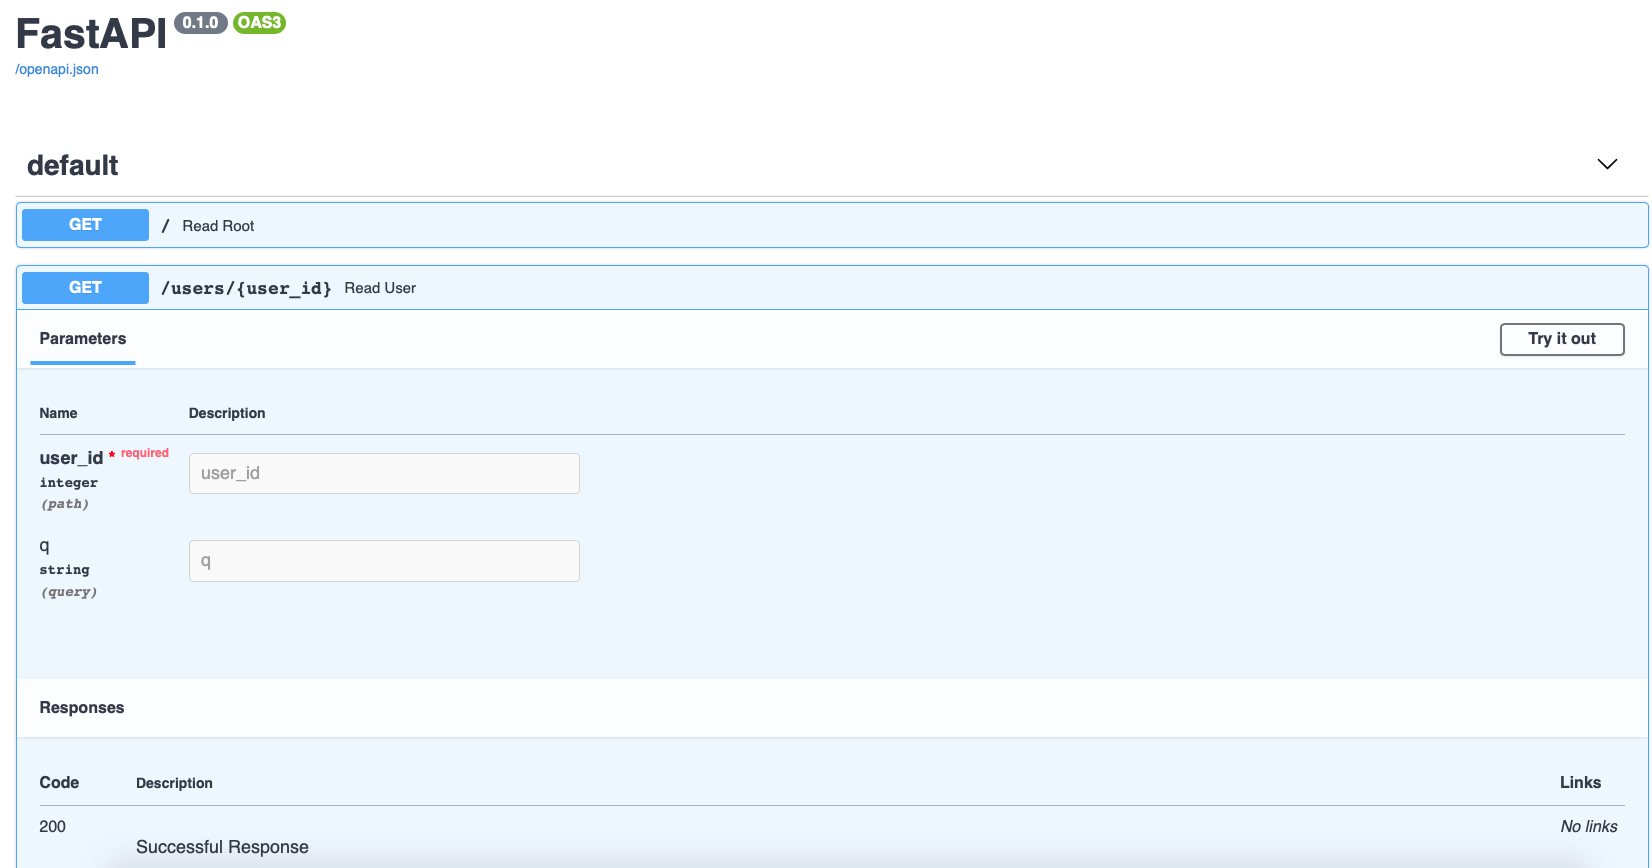 FastAPI 0.1.0 OAS3
/openapi.json
default
GET / Read Root
GET /users/{user_id} Read User
Parameters Try it out
Name Description
user_id * required user_id
integer
(path)
q q
string
(query)
Responses
Code Description Links
200 No links
Successful Response